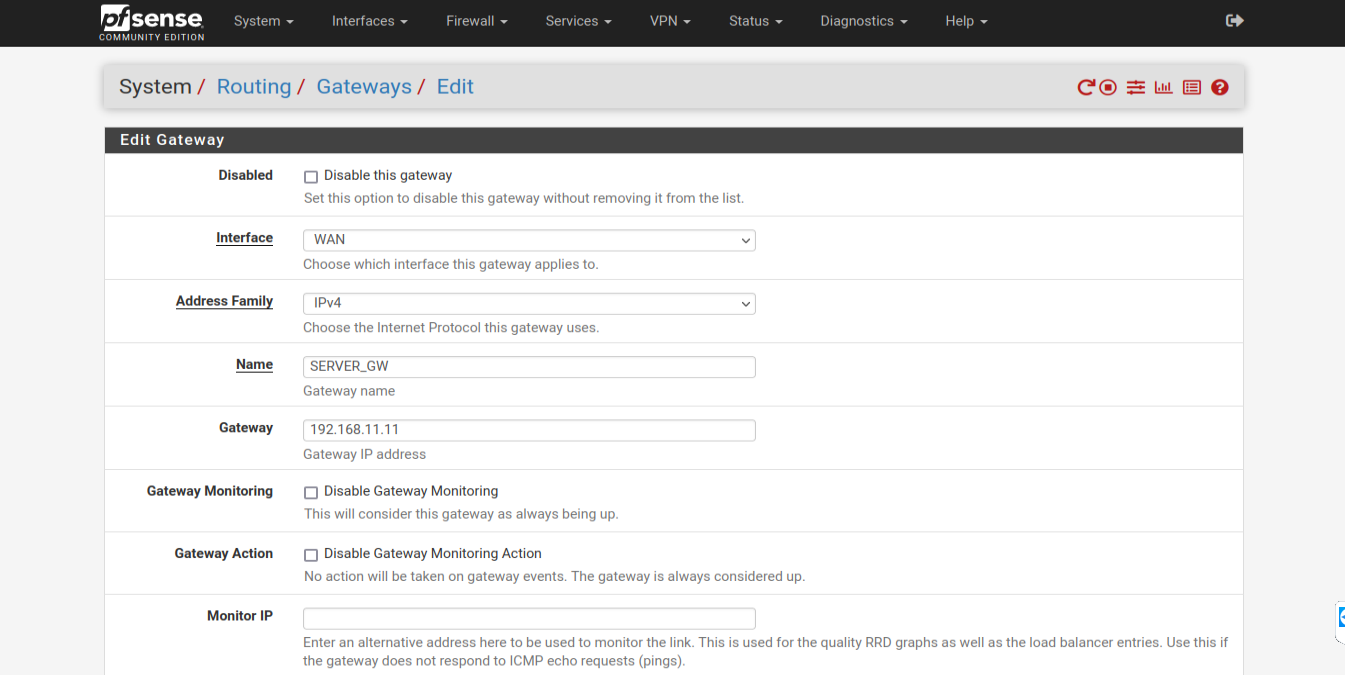 pfsense
COMMUNITY EDITION
System Interfaces Firewall Services VPN Status Diagnostics Help
System / Routing / Gateways / Edit
Edit Gateway
Disabled Disable this gateway
Set this option to disable this gateway without removing it from the list.
Interface WAN
Choose which interface this gateway applies to.
Address Family IPv4
Choose the Internet Protocol this gateway uses.
Name SERVER_GW
Gateway name
Gateway 192.168.11.11
Gateway IP address
Gateway Monitoring Disable Gateway Monitoring
This will consider this gateway as always being up.
Gateway Action Disable Gateway Monitoring Action
No action will be taken on gateway events. The gateway is always considered up.
Monitor IP
Enter an alternative address here to be used to monitor the link. This is used for the quality RRD graphs as well as the load balancer entries. Use this if
the gateway does not respond to ICMP echo requests (pings).